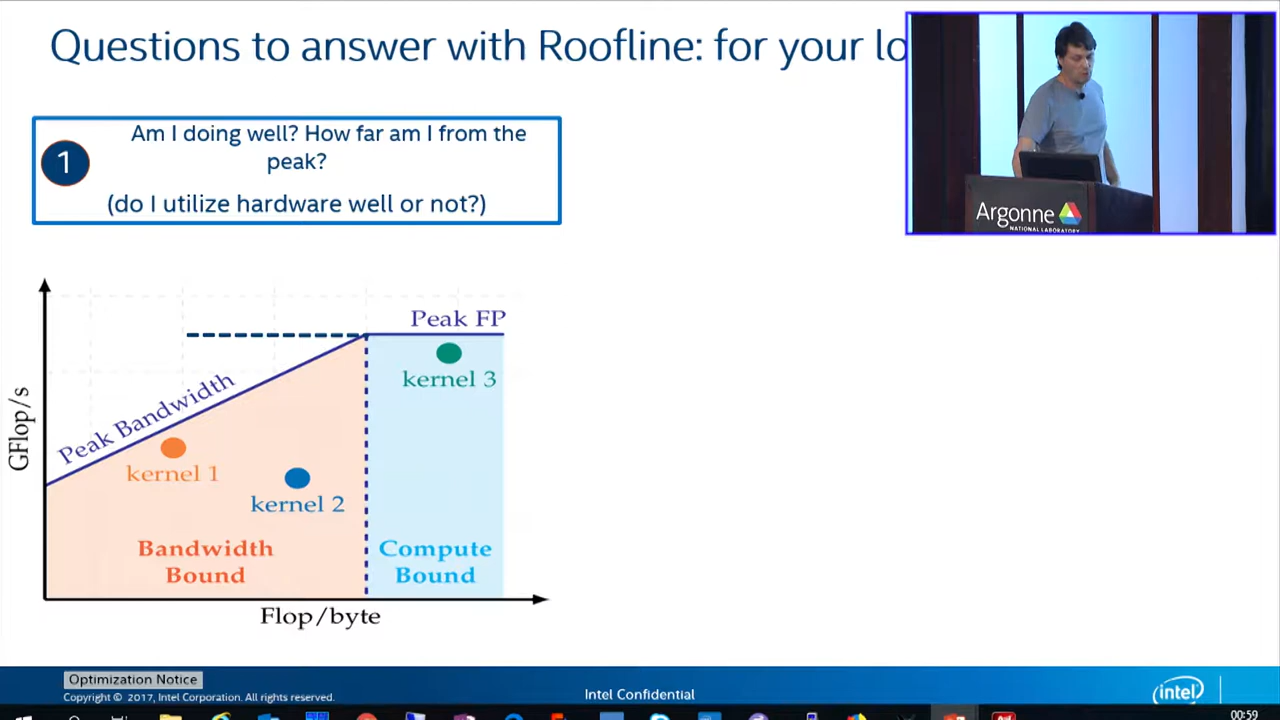 Questions to answer with Roofline: for your lo
1
Am I doing well? How far am I from the
peak?
(do I utilize hardware well or not?)
Argonne
NATIONAL LABORATORY
Peak FP
kernel 3
Peak Bandwidth
GFlop/s
kernel 1
kernel 2
Bandwidth
Bound
Compute
Bound
Flop/byte
Optimization Notice
Copyright © 2017, Intel Corporation. All rights reserved.
Intel Confidential
intel
00:59